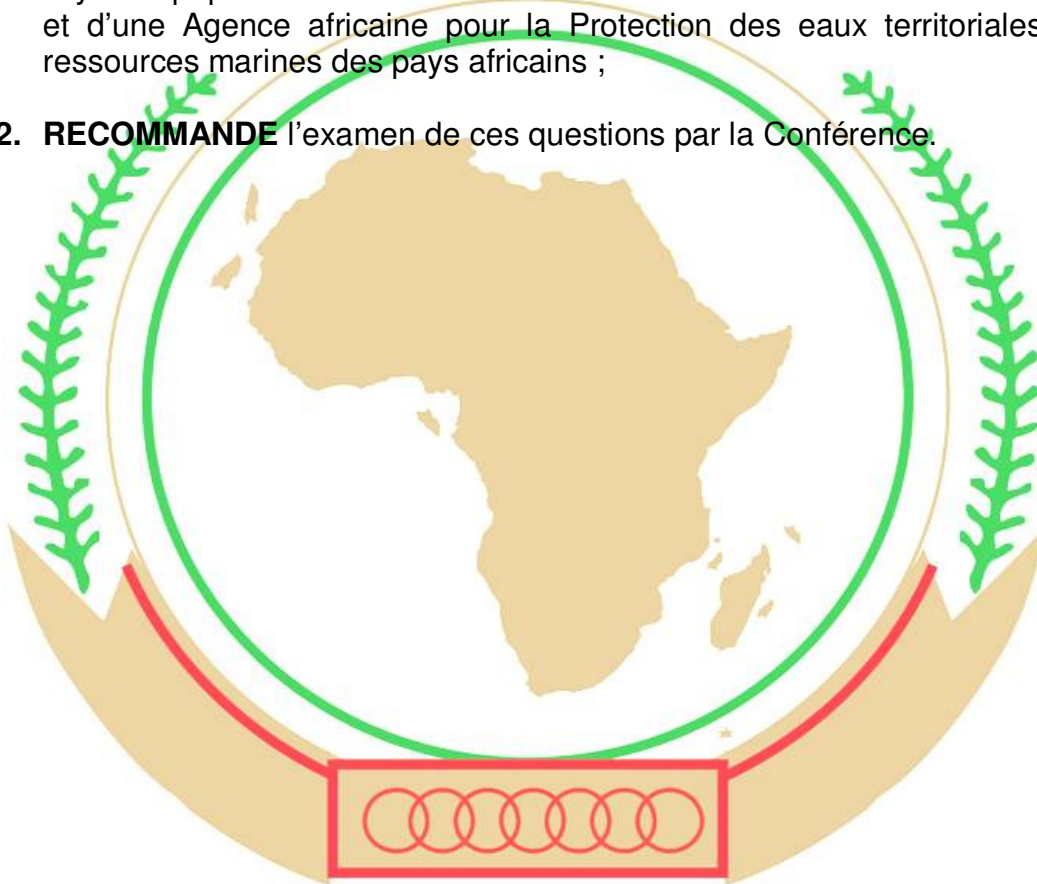 et d’une Agence africaine pour la Protection des eaux territoriales
ressources marines des pays africains ;
2. RECOMMANDE l’examen de ces questions par la Conférence.